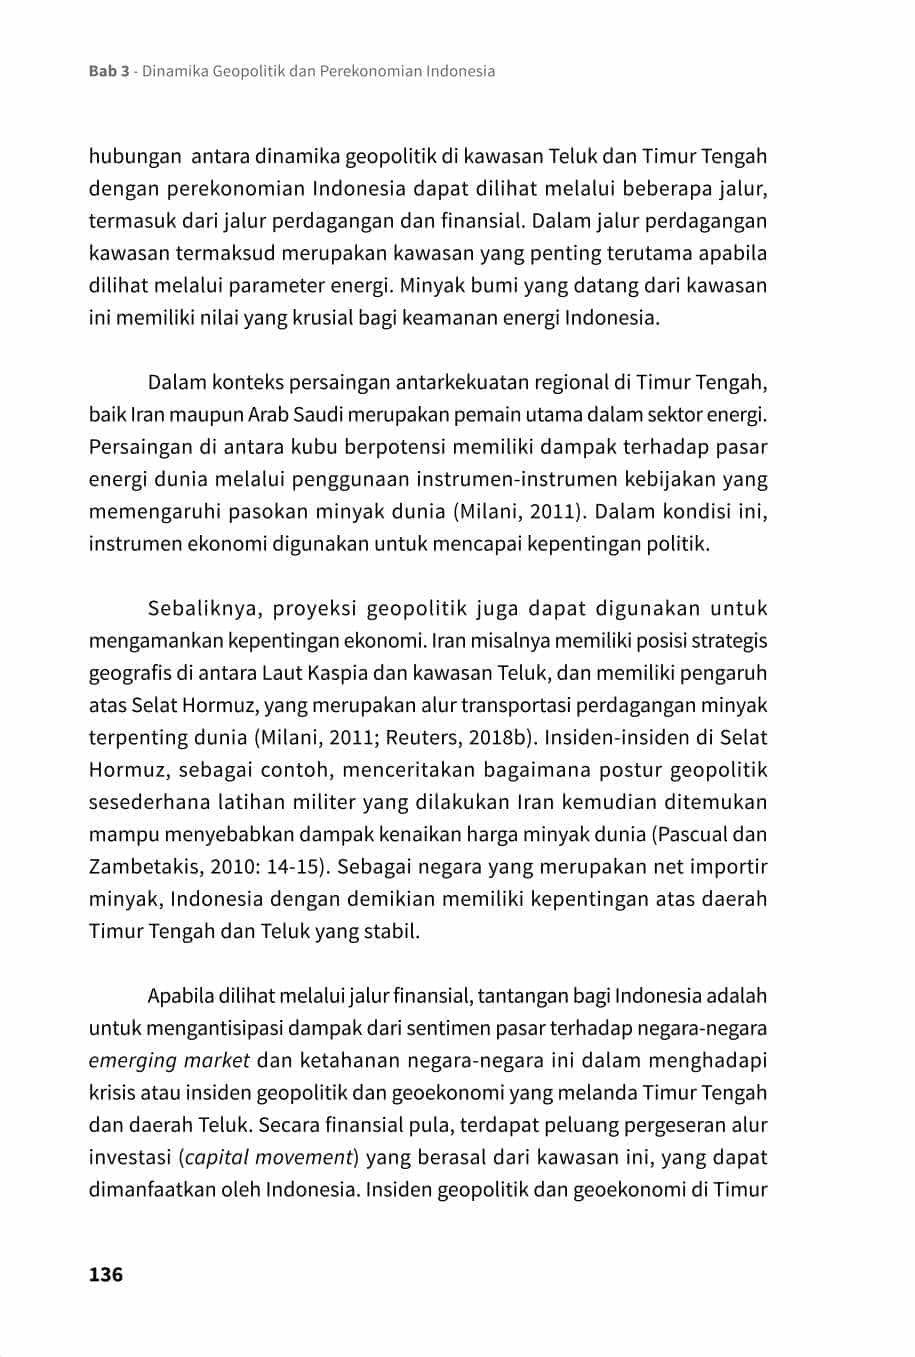 Bab 3 - Dinamika Geopolitik dan Perekonomian Indonesia
hubungan antara dinamika geopolitik di kawasan Teluk dan Timur Tengah
dengan perekonomian Indonesia dapat dilihat melalui beberapa jalur,
termasuk dari jalur perdagangan dan finansial. Dalam jalur perdagangan
kawasan termaksud merupakan kawasan yang penting terutama apabila
dilihat melalui parameter energi. Minyak bumi yang datang dari kawasan
ini memiliki nilai yang krusial bagi keamanan energi Indonesia.
Dalam konteks persaingan antarkekuatan regional di Timur Tengah,
baik Iran maupun Arab Saudi merupakan pemain utama dalam sektor energi.
Persaingan di antara kubu berpotensi memiliki dampak terhadap pasar
energi dunia melalui penggunaan instrumen-instrumen kebijakan yang
memengaruhi pasokan minyak dunia (Milani, 2011). Dalam kondisi ini,
instrumen ekonomi digunakan untuk mencapai kepentingan politik.
Sebaliknya, proyeksi geopolitik juga dapat digunakan untuk
mengamankan kepentingan ekonomi. Iran misalnya memiliki posisi strategis
geografis di antara Laut Kaspia dan kawasan Teluk, dan memiliki pengaruh
atas Selat Hormuz, yang merupakan alur transportasi perdagangan minyak
terpenting dunia (Milani, 2011; Reuters, 2018b). Insiden-insiden di Selat
Hormuz, sebagai contoh, menceritakan bagaimana postur geopolitik
sesederhana latihan militer yang dilakukan Iran kemudian ditemukan
mampu menyebabkan dampak kenaikan harga minyak dunia (Pascual dan
Zambetakis, 2010: 14-15). Sebagai negara yang merupakan net importir
minyak, Indonesia dengan demikian memiliki kepentingan atas daerah
Timur Tengah dan Teluk yang stabil.
Apabila dilihat melalui jalur finansial, tantangan bagi Indonesia adalah
untuk mengantisipasi dampak dari sentimen pasar terhadap negara-negara
emerging market dan ketahanan negara-negara ini dalam menghadapi
krisis atau insiden geopolitik dan geoekonomi yang melanda Timur Tengah
dan daerah Teluk. Secara finansial pula, terdapat peluang pergeseran alur
investasi (capital movement) yang berasal dari kawasan ini, yang dapat
dimanfaatkan oleh Indonesia. Insiden geopolitik dan geoekonomi di Timur
136